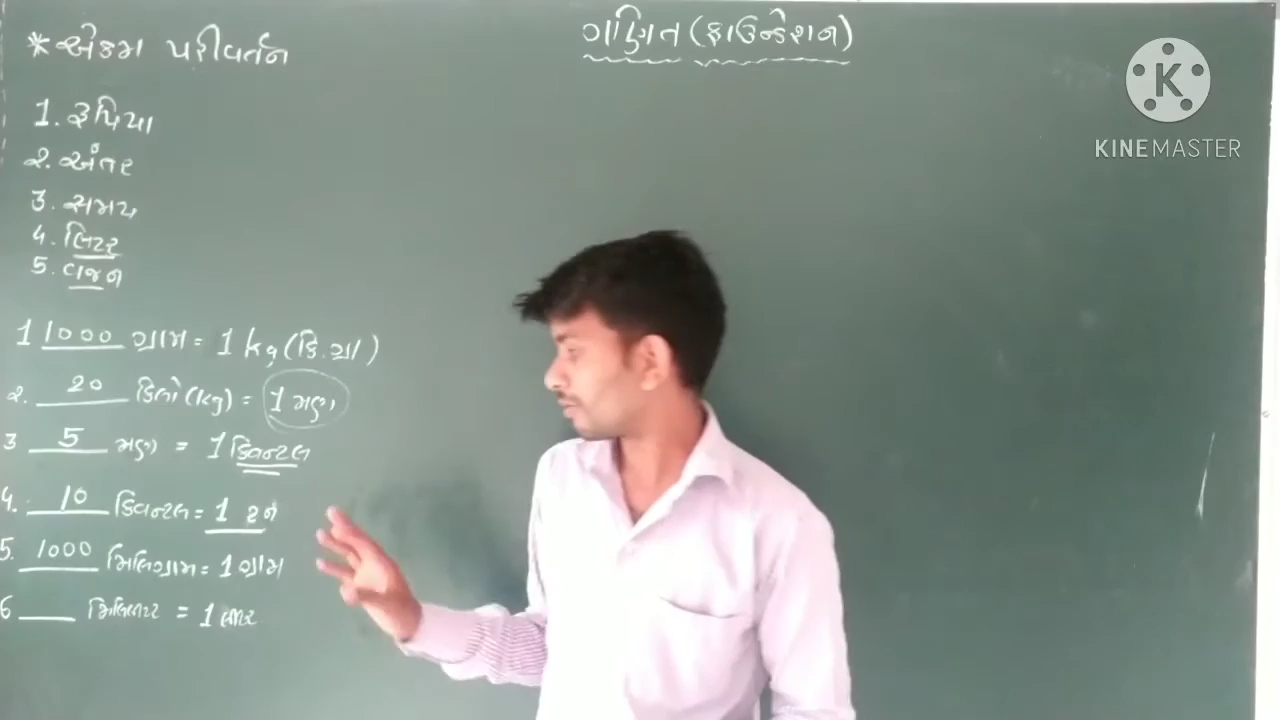 ગણિત (ફાઉન્ડેશન)
* એકમ પરીવર્તન
1. રૂપિયા
2. અંતર
3. સમય
4. લિટર
5. વજન
1 1000 ગ્રામ = 1 kg (કિ.ગ્રા)
2. 20 કિલો (kg) = 1 મણ
3 5 મણ = 1 ક્વિન્ટલ
4. 10 ક્વિન્ટલ = 1 ટન
5. 1000 મિલિગ્રામ = 1 ગ્રામ
6 ___ મિલિલીટર = 1 લીટર
KINEMASTER